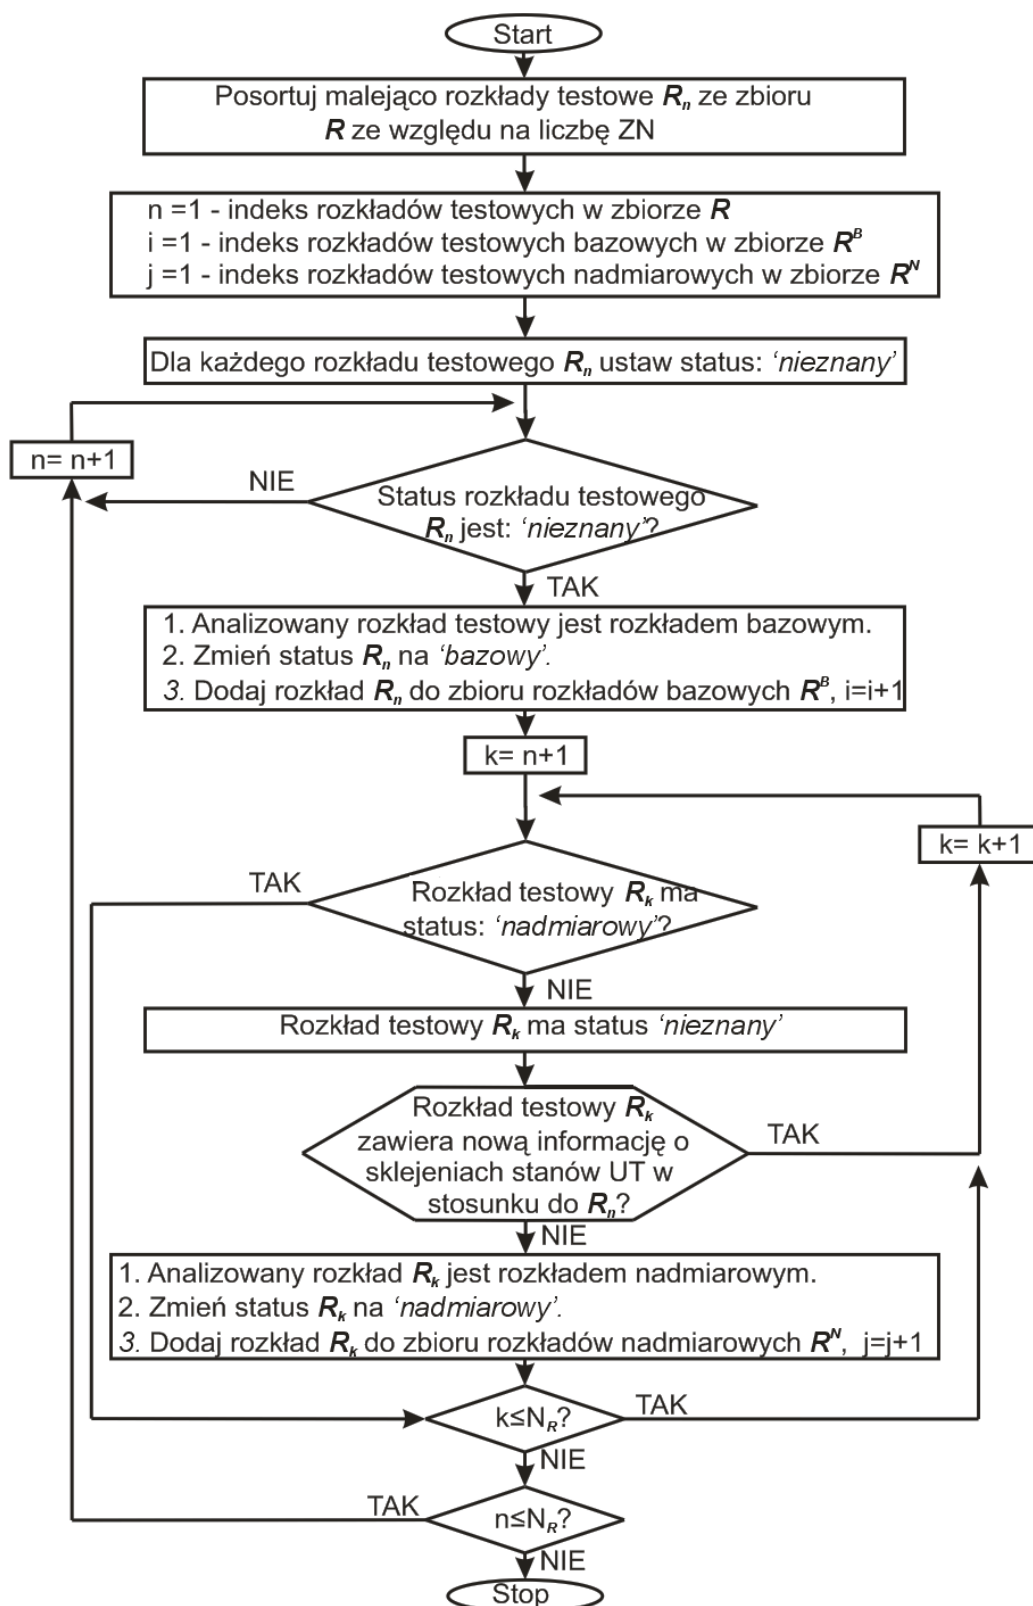 Start
Posortuj malejąco rozkłady testowe Rn ze zbioru
R ze względu na liczbę ZN
n =1 - indeks rozkładów testowych w zbiorze R
i =1 - indeks rozkładów testowych bazowych w zbiorze R^B
j =1 - indeks rozkładów testowych nadmiarowych w zbiorze R^N
Dla każdego rozkładu testowego Rn ustaw status: ‘nieznany’
n= n+1
NIE
Status rozkładu testowego
Rn jest: ‘nieznany’?
TAK
1. Analizowany rozkład testowy jest rozkładem bazowym.
2. Zmień status Rn na ‘bazowy’.
3. Dodaj rozkład Rn do zbioru rozkładów bazowych R^B, i=i+1
k= n+1
k= k+1
TAK
Rozkład testowy Rk ma
status: ‘nadmiarowy’?
NIE
Rozkład testowy Rk ma status ‘nieznany’
Rozkład testowy Rk
zawiera nową informację o
sklejeniach stanów UT w
stosunku do Rn?
TAK
NIE
1. Analizowany rozkład Rk jest rozkładem nadmiarowym.
2. Zmień status Rk na ‘nadmiarowy’.
3. Dodaj rozkład Rk do zbioru rozkładów nadmiarowych R^N, j=j+1
k≤NR?
TAK
NIE
TAK
n≤NR?
NIE
Stop